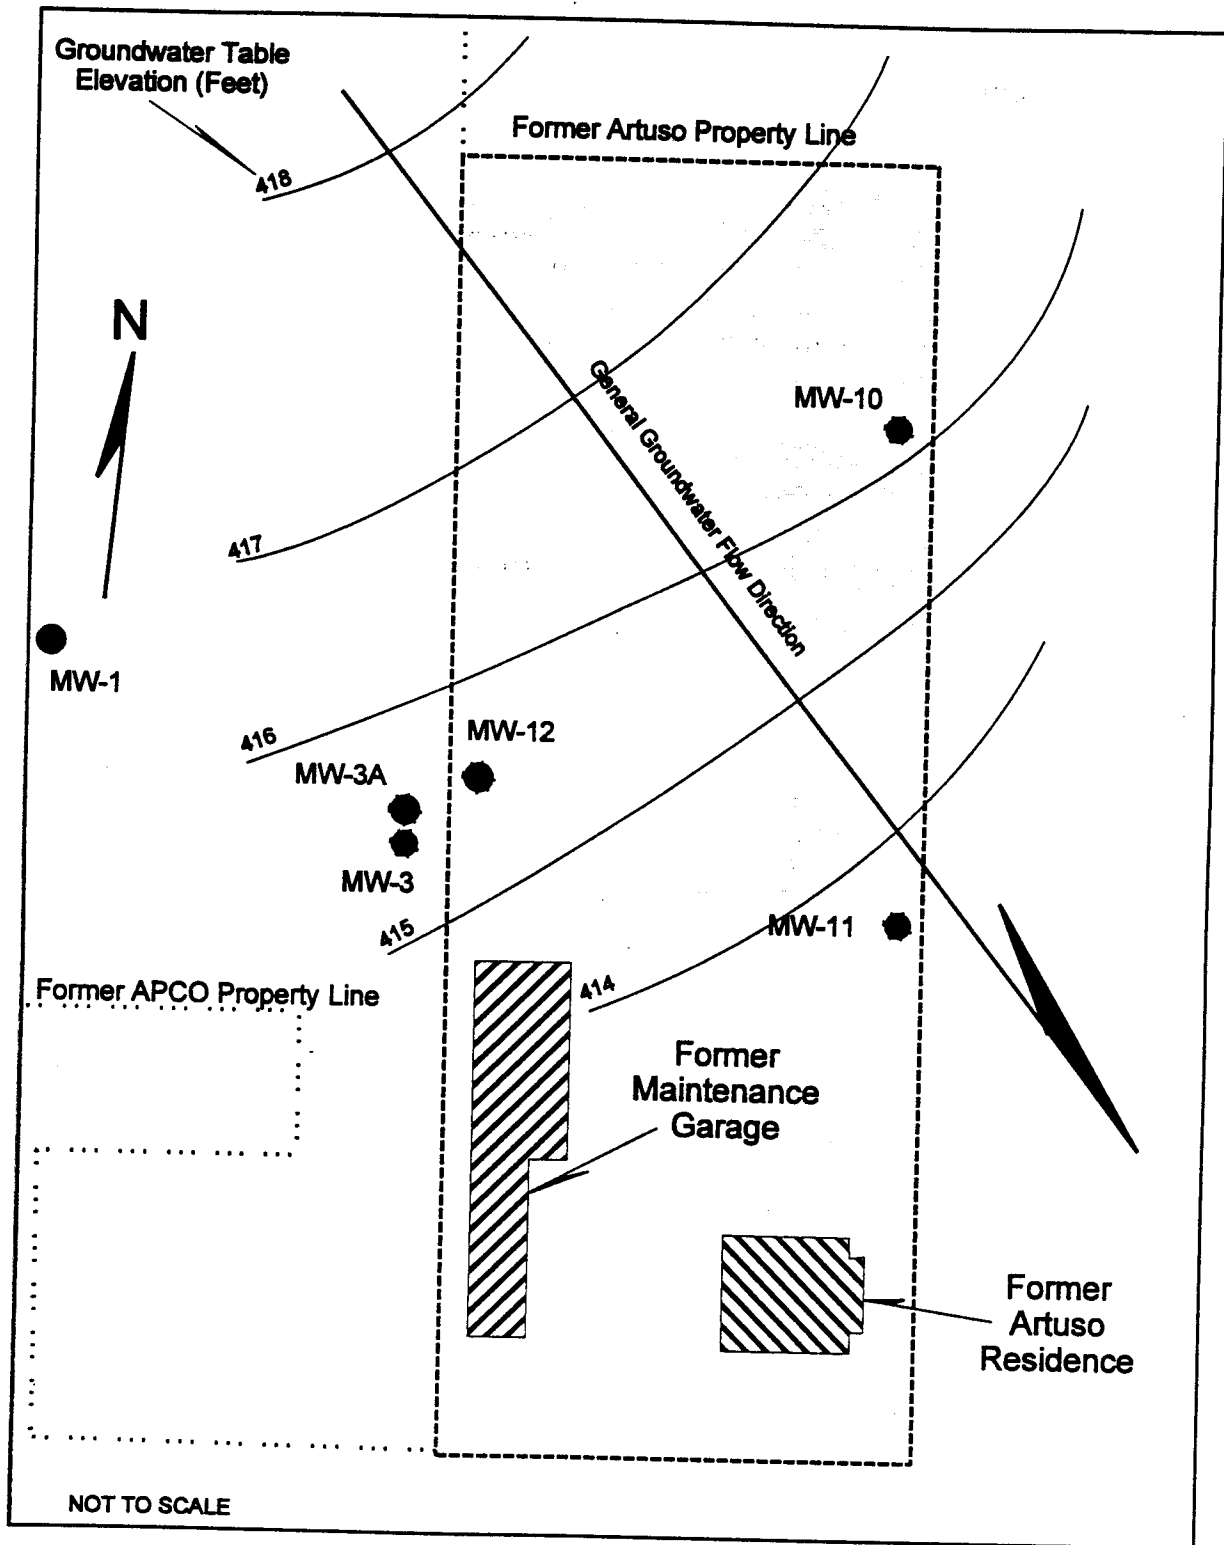 Groundwater Table
Elevation (Feet)
418
Former Artuso Property Line
N
General Groundwater Flow Direction
MW-10
417
MW-1
416
MW-12
MW-3A
MW-3
415
MW-11
Former APCO Property Line
414
Former
Maintenance
Garage
Former
Artuso
Residence
NOT TO SCALE